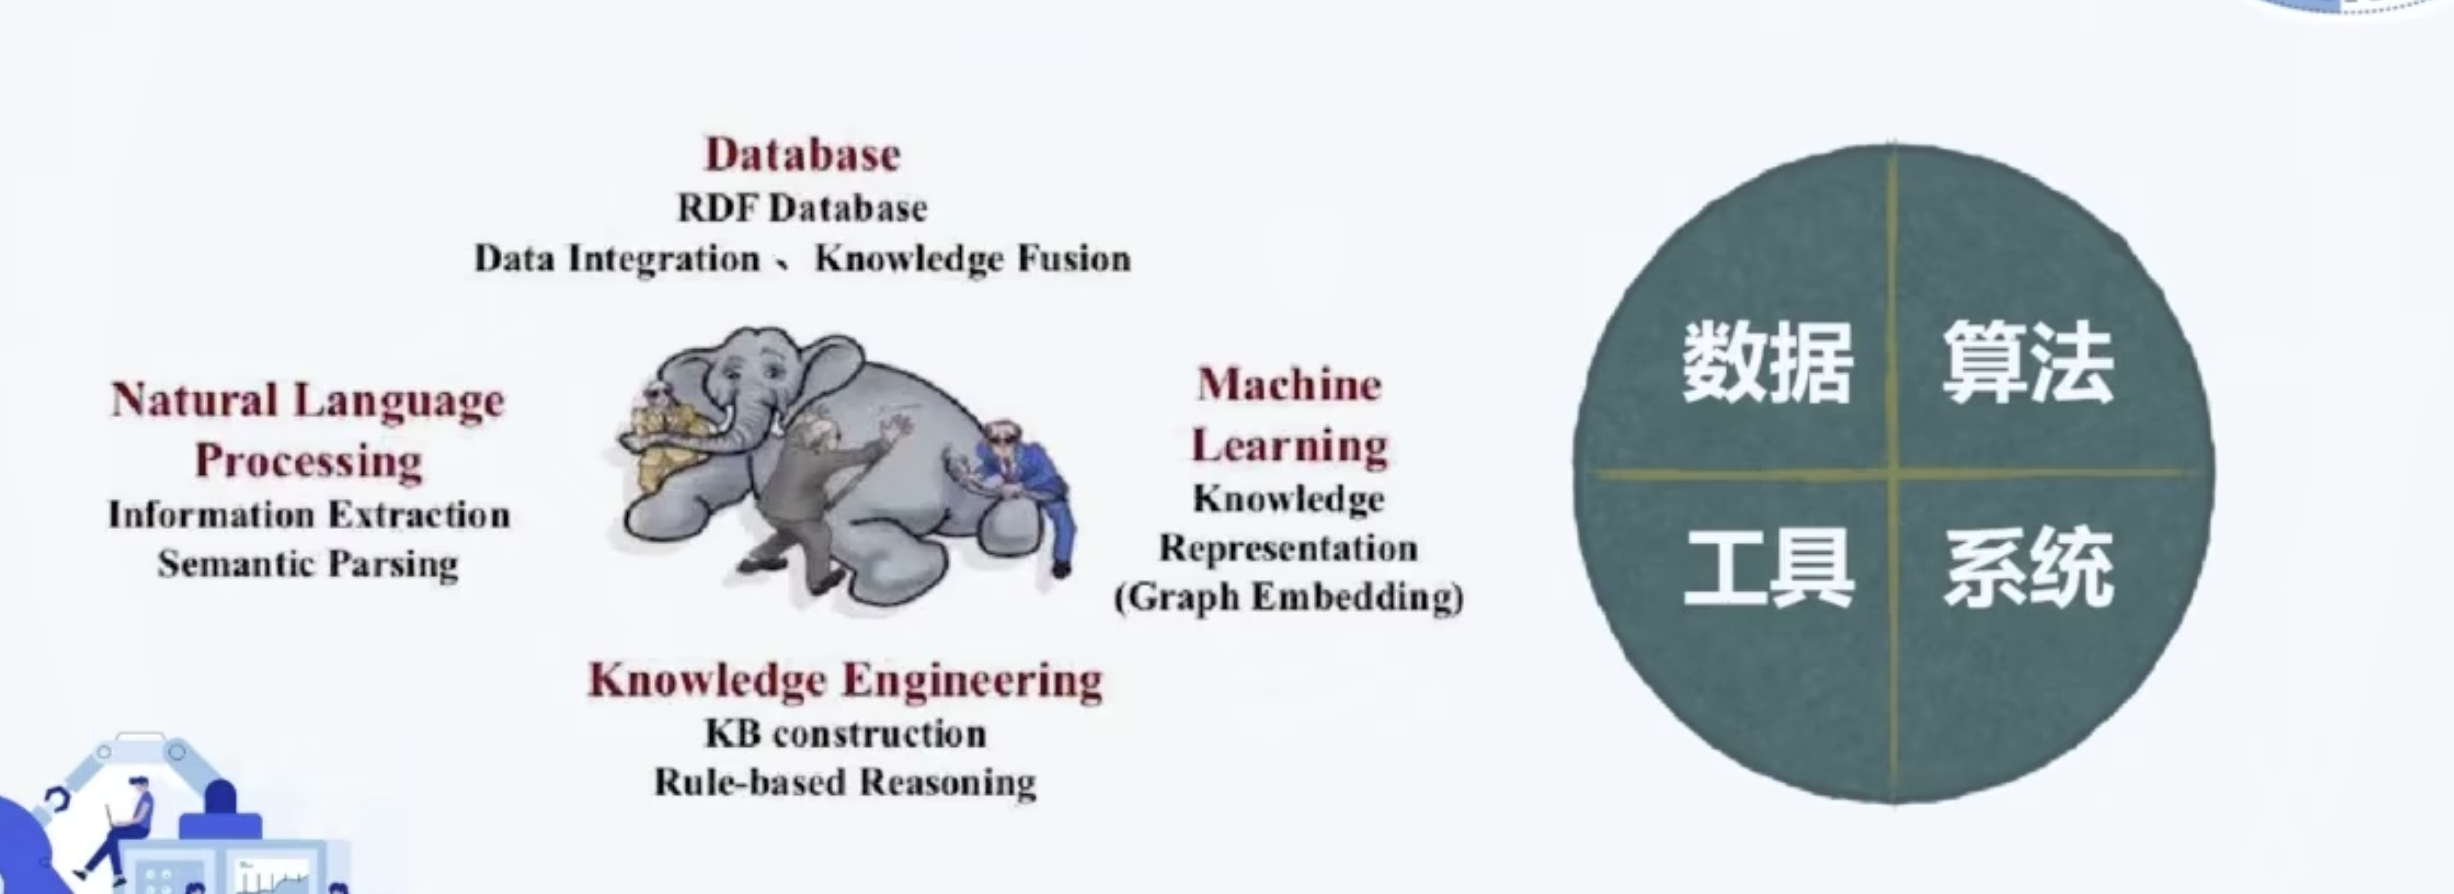 Database
RDF Database
Data Integration 、 Knowledge Fusion
Natural Language
Processing
Information Extraction
Semantic Parsing
Machine
Learning
Knowledge
Representation
(Graph Embedding)
Knowledge Engineering
KB construction
Rule-based Reasoning
数据 算法
工具 系统